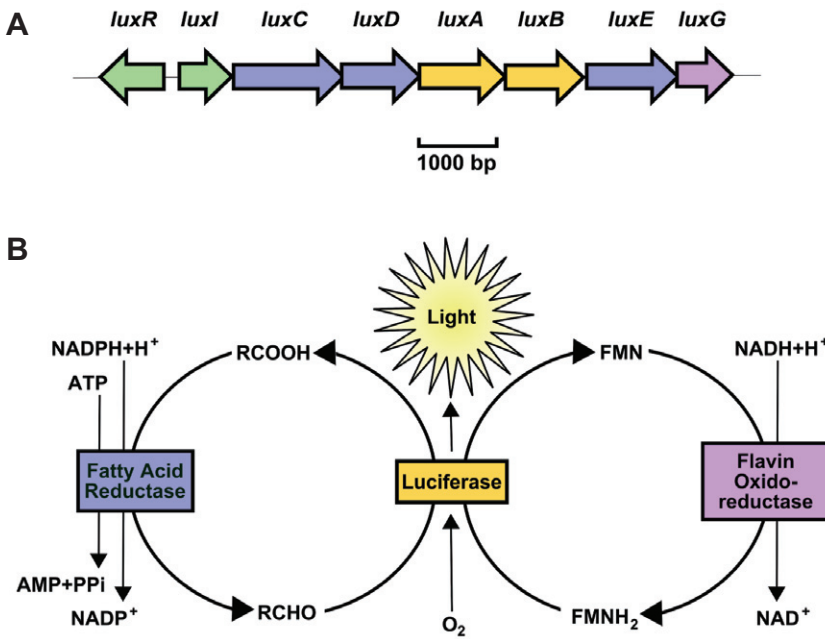 A
luxR luxI luxC luxD luxA luxB luxE luxG
1000 bp
B
Light
NADPH+H⁺
RCOOH
FMN
NADH+H⁺
ATP
Fatty Acid
Reductase
Luciferase
Flavin
Oxido-
reductase
AMP+PPi
NADP⁺
RCHO
O₂
FMNH₂
NAD⁺